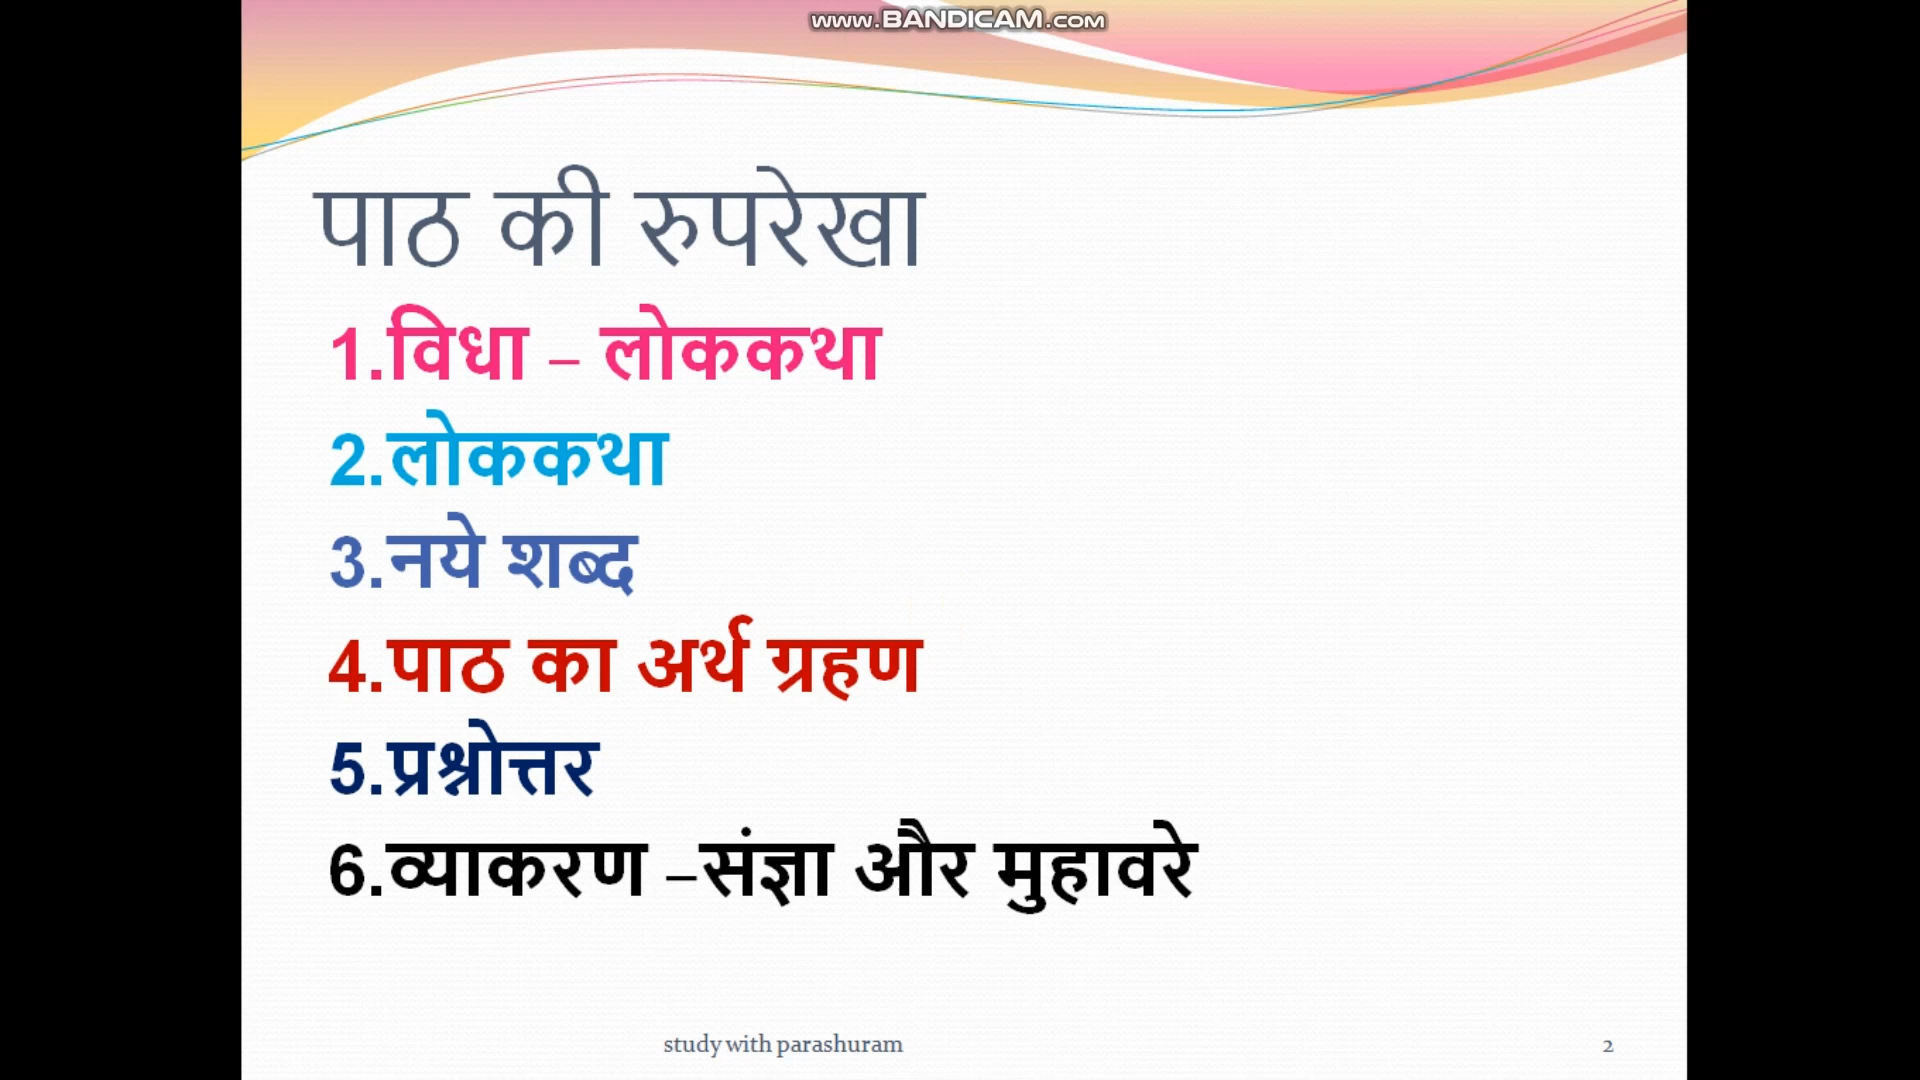 www.BANDICAM.com
पाठ की रुपरेखा
1.विधा – लोककथा
2.लोककथा
3.नये शब्द
4.पाठ का अर्थ ग्रहण
5.प्रश्नोत्तर
6.व्याकरण –संज्ञा और मुहावरे
study with parashuram
2